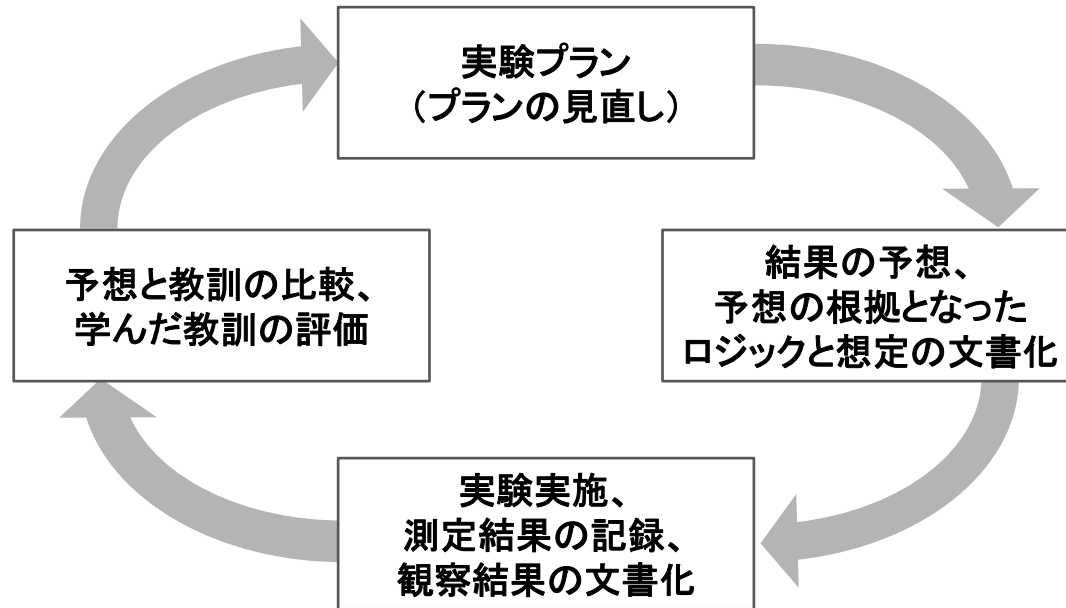 実験プラン
（プランの見直し）
結果の予想、
予想の根拠となった
ロジックと想定の文書化
実験実施、
測定結果の記録、
観察結果の文書化
予想と教訓の比較、
学んだ教訓の評価